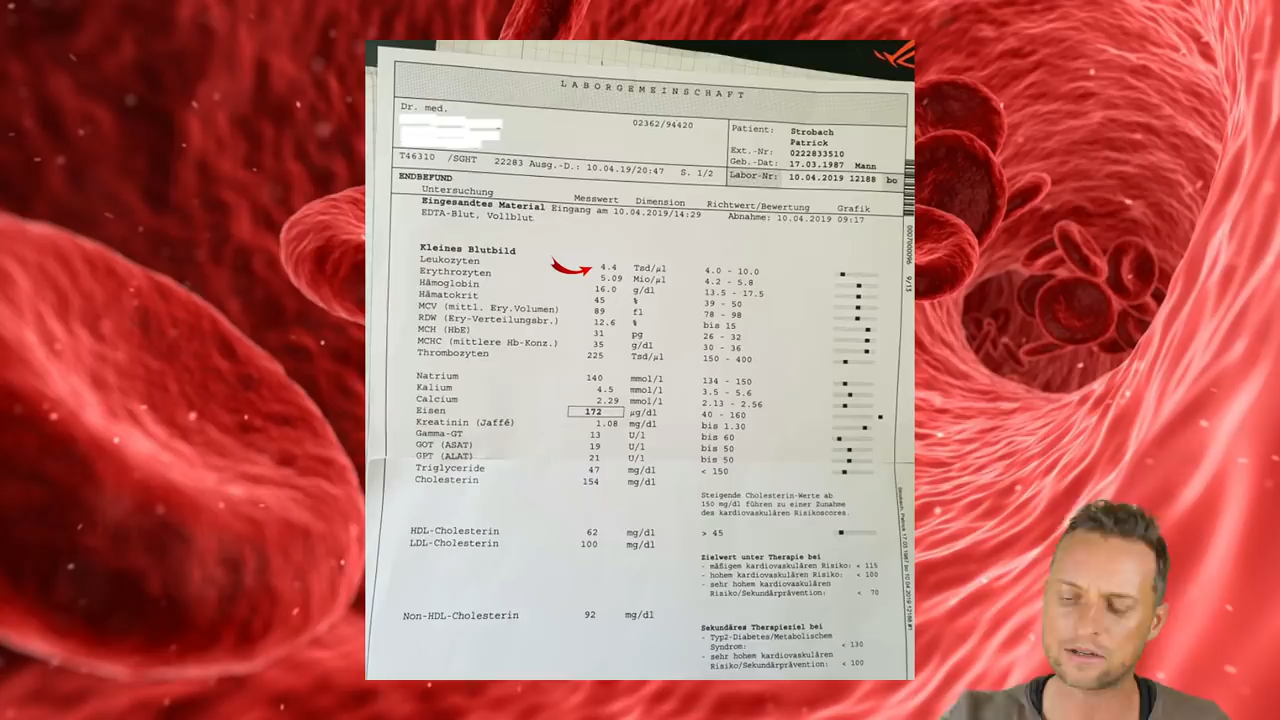 LABORGEMEINSCHAFT
Dr. med.
02362/94420
Patient: Strobach
Patrick
Ext.-Nr: 0222833510
Geb.-Dat: 17.03.1987 Mann
T46310 /SGHT 22283 Ausg.-D.: 10.04.19/20:47 S. 1/2
Labor-Nr: 10.04.2019 12188 bo
ENDBEFUND
Untersuchung Messwert Dimension Richtwert/Bewertung Grafik
Eingesandtes Material Eingang am 10.04.2019/14:29 Abnahme: 10.04.2019 09:17
EDTA-Blut, Vollblut
Kleines Blutbild
Leukozyten 4.4 Tsd/µl 4.0 - 10.0
Erythrozyten 5.09 Mio/µl 4.2 - 5.8
Hämoglobin 16.0 g/dl 13.5 - 17.5
Hämatokrit 45 % 39 - 50
MCV (mittl. Ery.Volumen) 89 fl 78 - 98
RDW (Ery-Verteilungsbr.) 12.6 % bis 15
MCH (HbE) 31 pg 26 - 32
MCHC (mittlere Hb-Konz.) 35 g/dl 30 - 36
Thrombozyten 225 Tsd/µl 150 - 400
Natrium 140 mmol/l 134 - 150
Kalium 4.5 mmol/l 3.5 - 5.6
Calcium 2.29 mmol/l 2.13 - 2.56
Eisen 172 µg/dl 40 - 160
Kreatinin (Jaffé) 1.08 mg/dl bis 1.30
Gamma-GT 13 U/l bis 60
GOT (ASAT) 19 U/l bis 50
GPT (ALAT) 21 U/l bis 50
Triglyceride 47 mg/dl < 150
Cholesterin 154 mg/dl
Steigende Cholesterin-Werte ab
150 mg/dl führen zu einer Zunahme
des kardiovaskulären Risikoscores.
HDL-Cholesterin 62 mg/dl > 45
LDL-Cholesterin 100 mg/dl
Zielwert unter Therapie bei
- mäßigem kardiovaskulären Risiko: < 115
- hohem kardiovaskulären Risiko: < 100
- sehr hohem kardiovaskulären
Risiko/Sekundärprävention: < 70
Non-HDL-Cholesterin 92 mg/dl
Sekundäres Therapieziel bei
- Typ2-Diabetes/Metabolischem
Syndrom: < 130
- sehr hohem kardiovaskulären
Risiko/Sekundärprävention: < 100